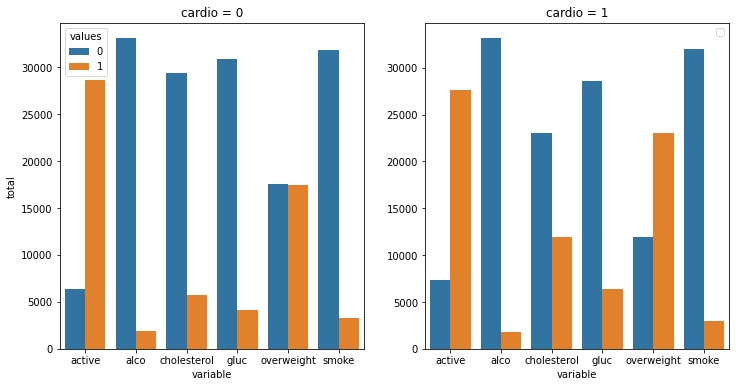 cardio = 0
values
0
1
30000
25000
20000
15000
10000
5000
0
total
active alco cholesterol gluc overweight smoke
variable
cardio = 1
30000
25000
20000
15000
10000
5000
0
active alco cholesterol gluc overweight smoke
variable